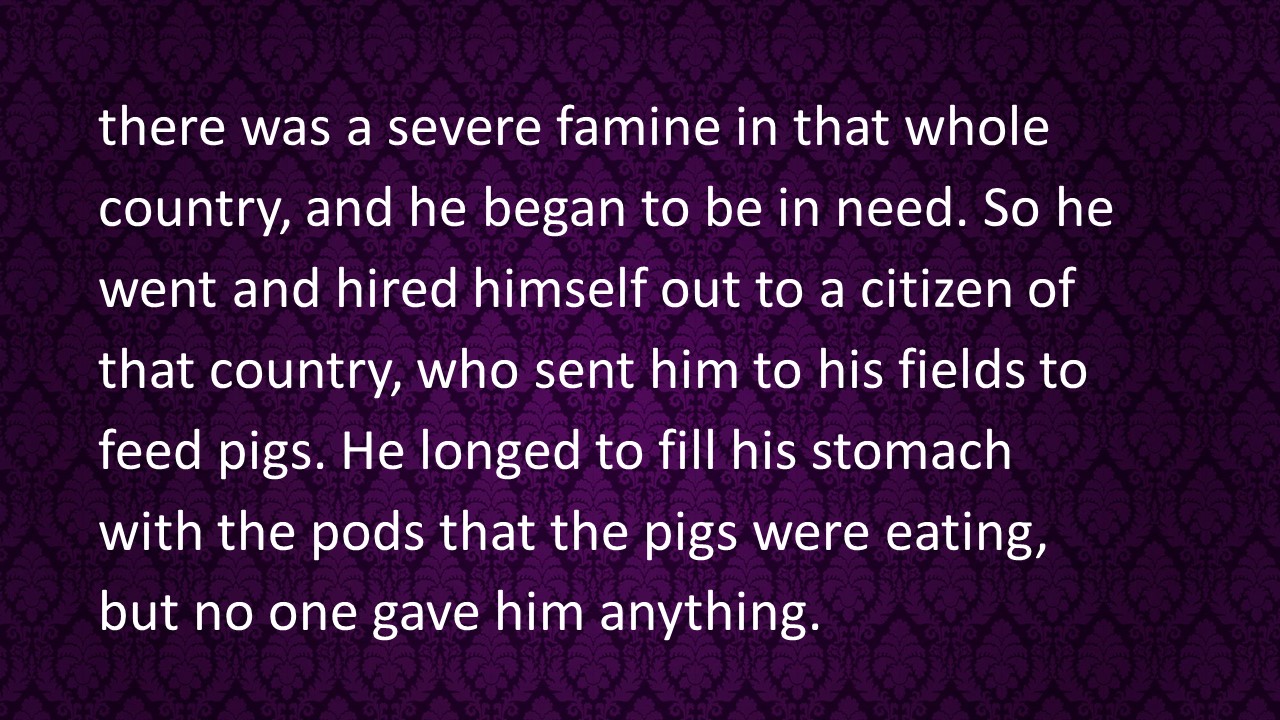 there was a severe famine in that whole
country, and he began to be in need. So he
went and hired himself out to a citizen of
that country, who sent him to his fields to
feed pigs. He longed to fill his stomach
with the pods that the pigs were eating,
but no one gave him anything.